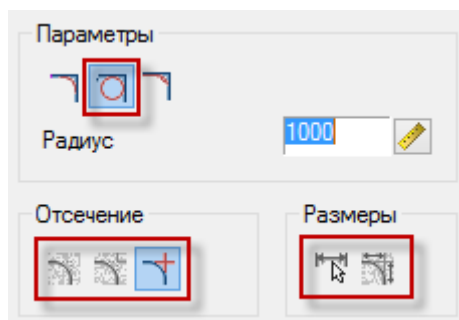 Параметры
Радиус 1000
Отсечение Размеры